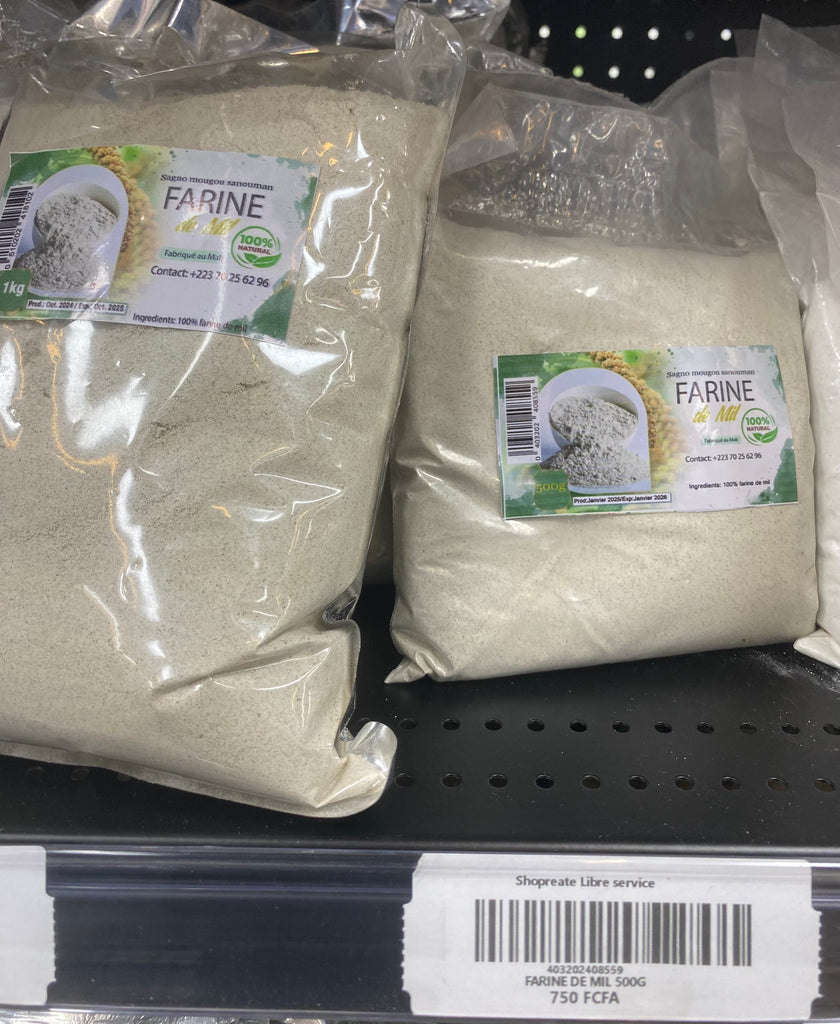 Sagno mougou sanouman
FARINE
de Mil
100%
NATURAL
Fabriqué au Mali
Contact: +223 70 25 62 96
1kg
Prod.: Oct. 2024 / Exp.: Oct. 2025
Ingredients: 100% farine de mil
Sagno mougou sanouman
FARINE
de Mil
100%
NATURAL
Fabriqué au Mali
Contact: +223 70 25 62 96
0 403202 408559
500g
Prod:Janvier 2025/Exp:Janvier 2026
Ingredients: 100% farine de mil
Shopreate Libre service
403202408559
FARINE DE MIL 500G
750 FCFA